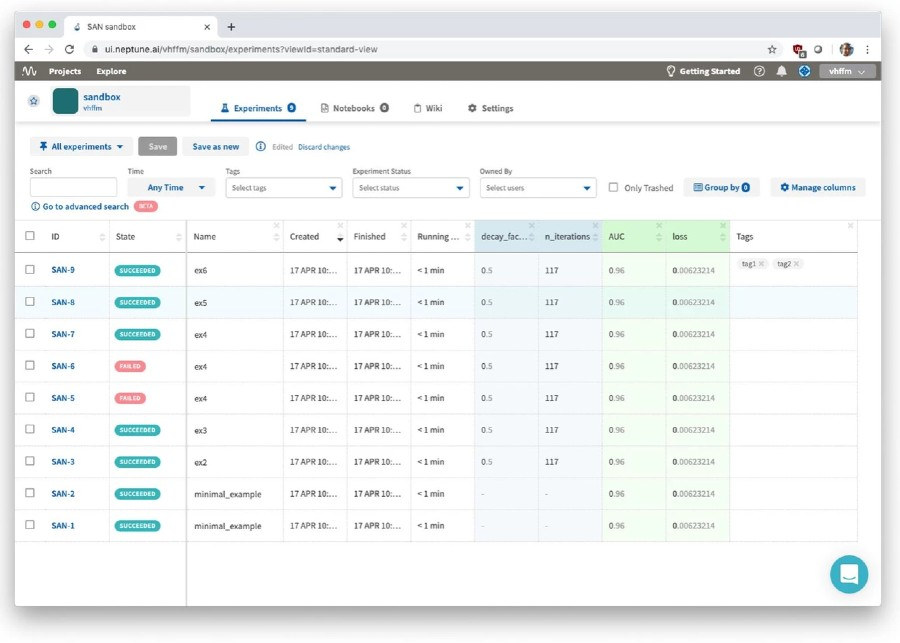 SAN sandbox
ui.neptune.ai/vhffm/sandbox/experiments?viewId=standard-view
Projects Explore Getting Started vhffm
sandbox
vhffm
Experiments 9 Notebooks 0 Wiki Settings
All experiments Save Save as new Edited Discard changes
Search Time Tags Experiment Status Owned By
Any Time Select tags Select status Select users Only Trashed Group by 0 Manage columns
Go to advanced search BETA
ID State Name Created Finished Running ... decay_fac... n_iterations AUC loss Tags
SAN-9 SUCCEEDED ex6 17 APR 10:... 17 APR 10:... < 1 min 0.5 117 0.96 0.00623214 tag1 tag2
SAN-8 SUCCEEDED ex5 17 APR 10:... 17 APR 10:... < 1 min 0.5 117 0.96 0.00623214
SAN-7 SUCCEEDED ex4 17 APR 10:... 17 APR 10:... < 1 min 0.5 117 0.96 0.00623214
SAN-6 FAILED ex4 17 APR 10:... 17 APR 10:... < 1 min 0.5 117 0.96 0.00623214
SAN-5 FAILED ex4 17 APR 10:... 17 APR 10:... < 1 min 0.5 117 0.96 0.00623214
SAN-4 SUCCEEDED ex3 17 APR 10:... 17 APR 10:... < 1 min 0.5 117 0.96 0.00623214
SAN-3 SUCCEEDED ex2 17 APR 10:... 17 APR 10:... < 1 min 0.5 117 0.96 0.00623214
SAN-2 SUCCEEDED minimal_example 17 APR 10:... 17 APR 10:... < 1 min - - 0.96 0.00623214
SAN-1 SUCCEEDED minimal_example 17 APR 10:... 17 APR 10:... < 1 min - - 0.96 0.00623214